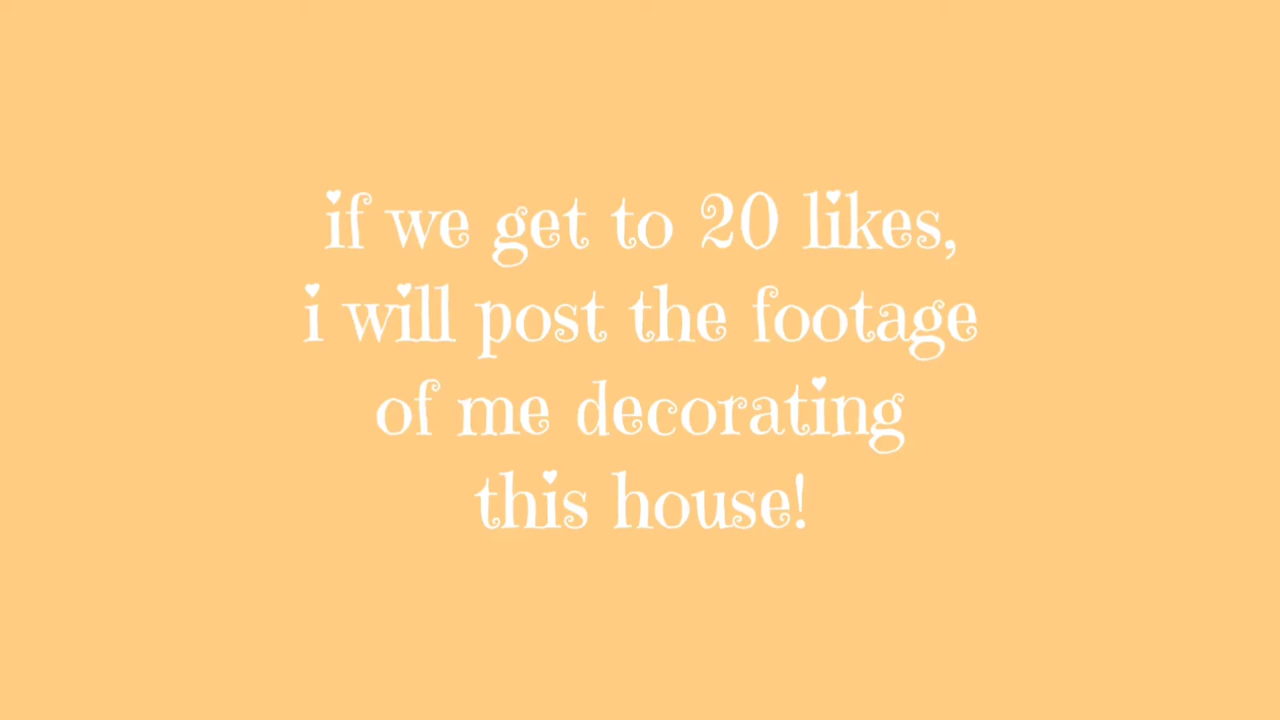 if we get to 20 likes,
i will post the footage
of me decorating
this house!